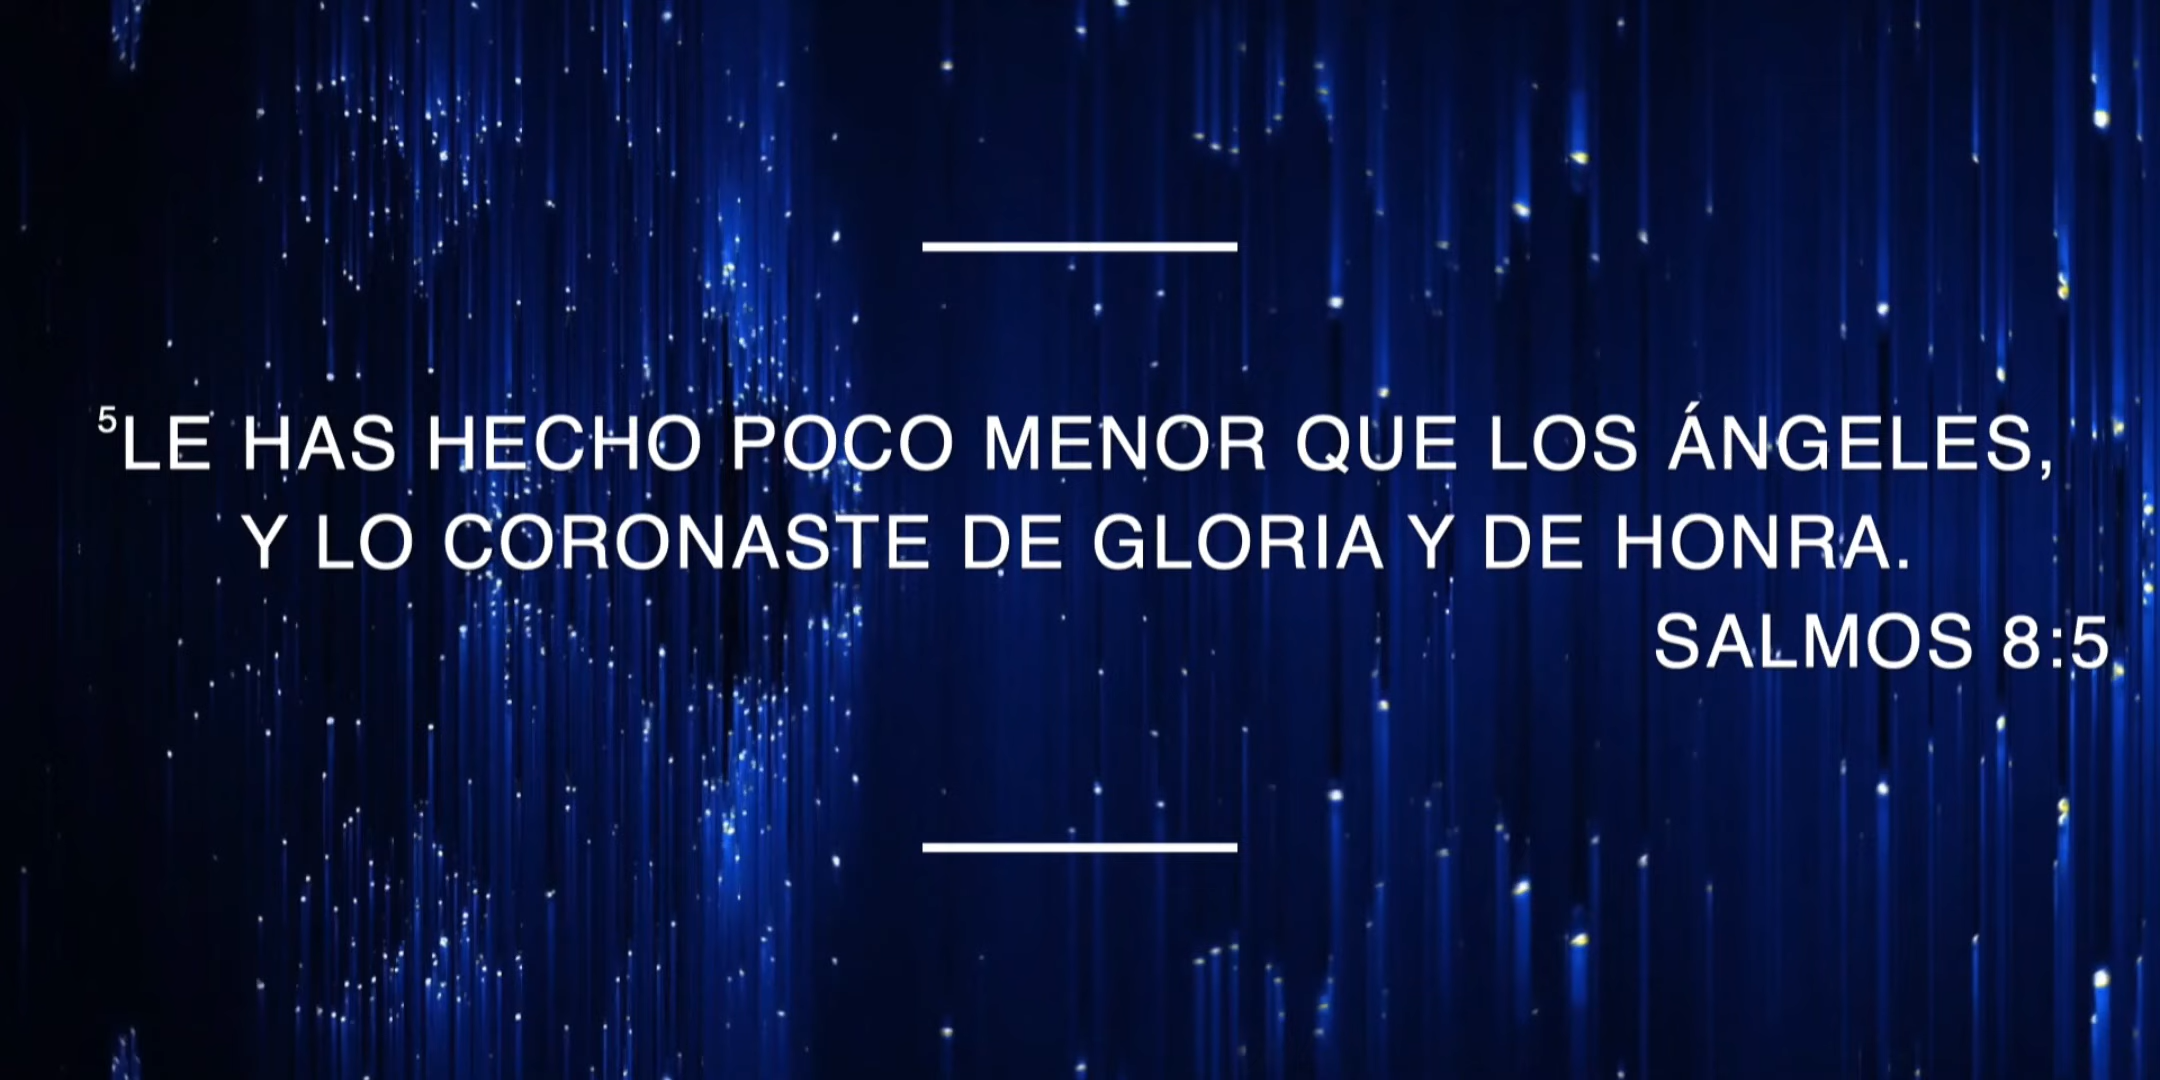 ⁵LE HAS HECHO POCO MENOR QUE LOS ÁNGELES,
Y LO CORONASTE DE GLORIA Y DE HONRA.
SALMOS 8:5